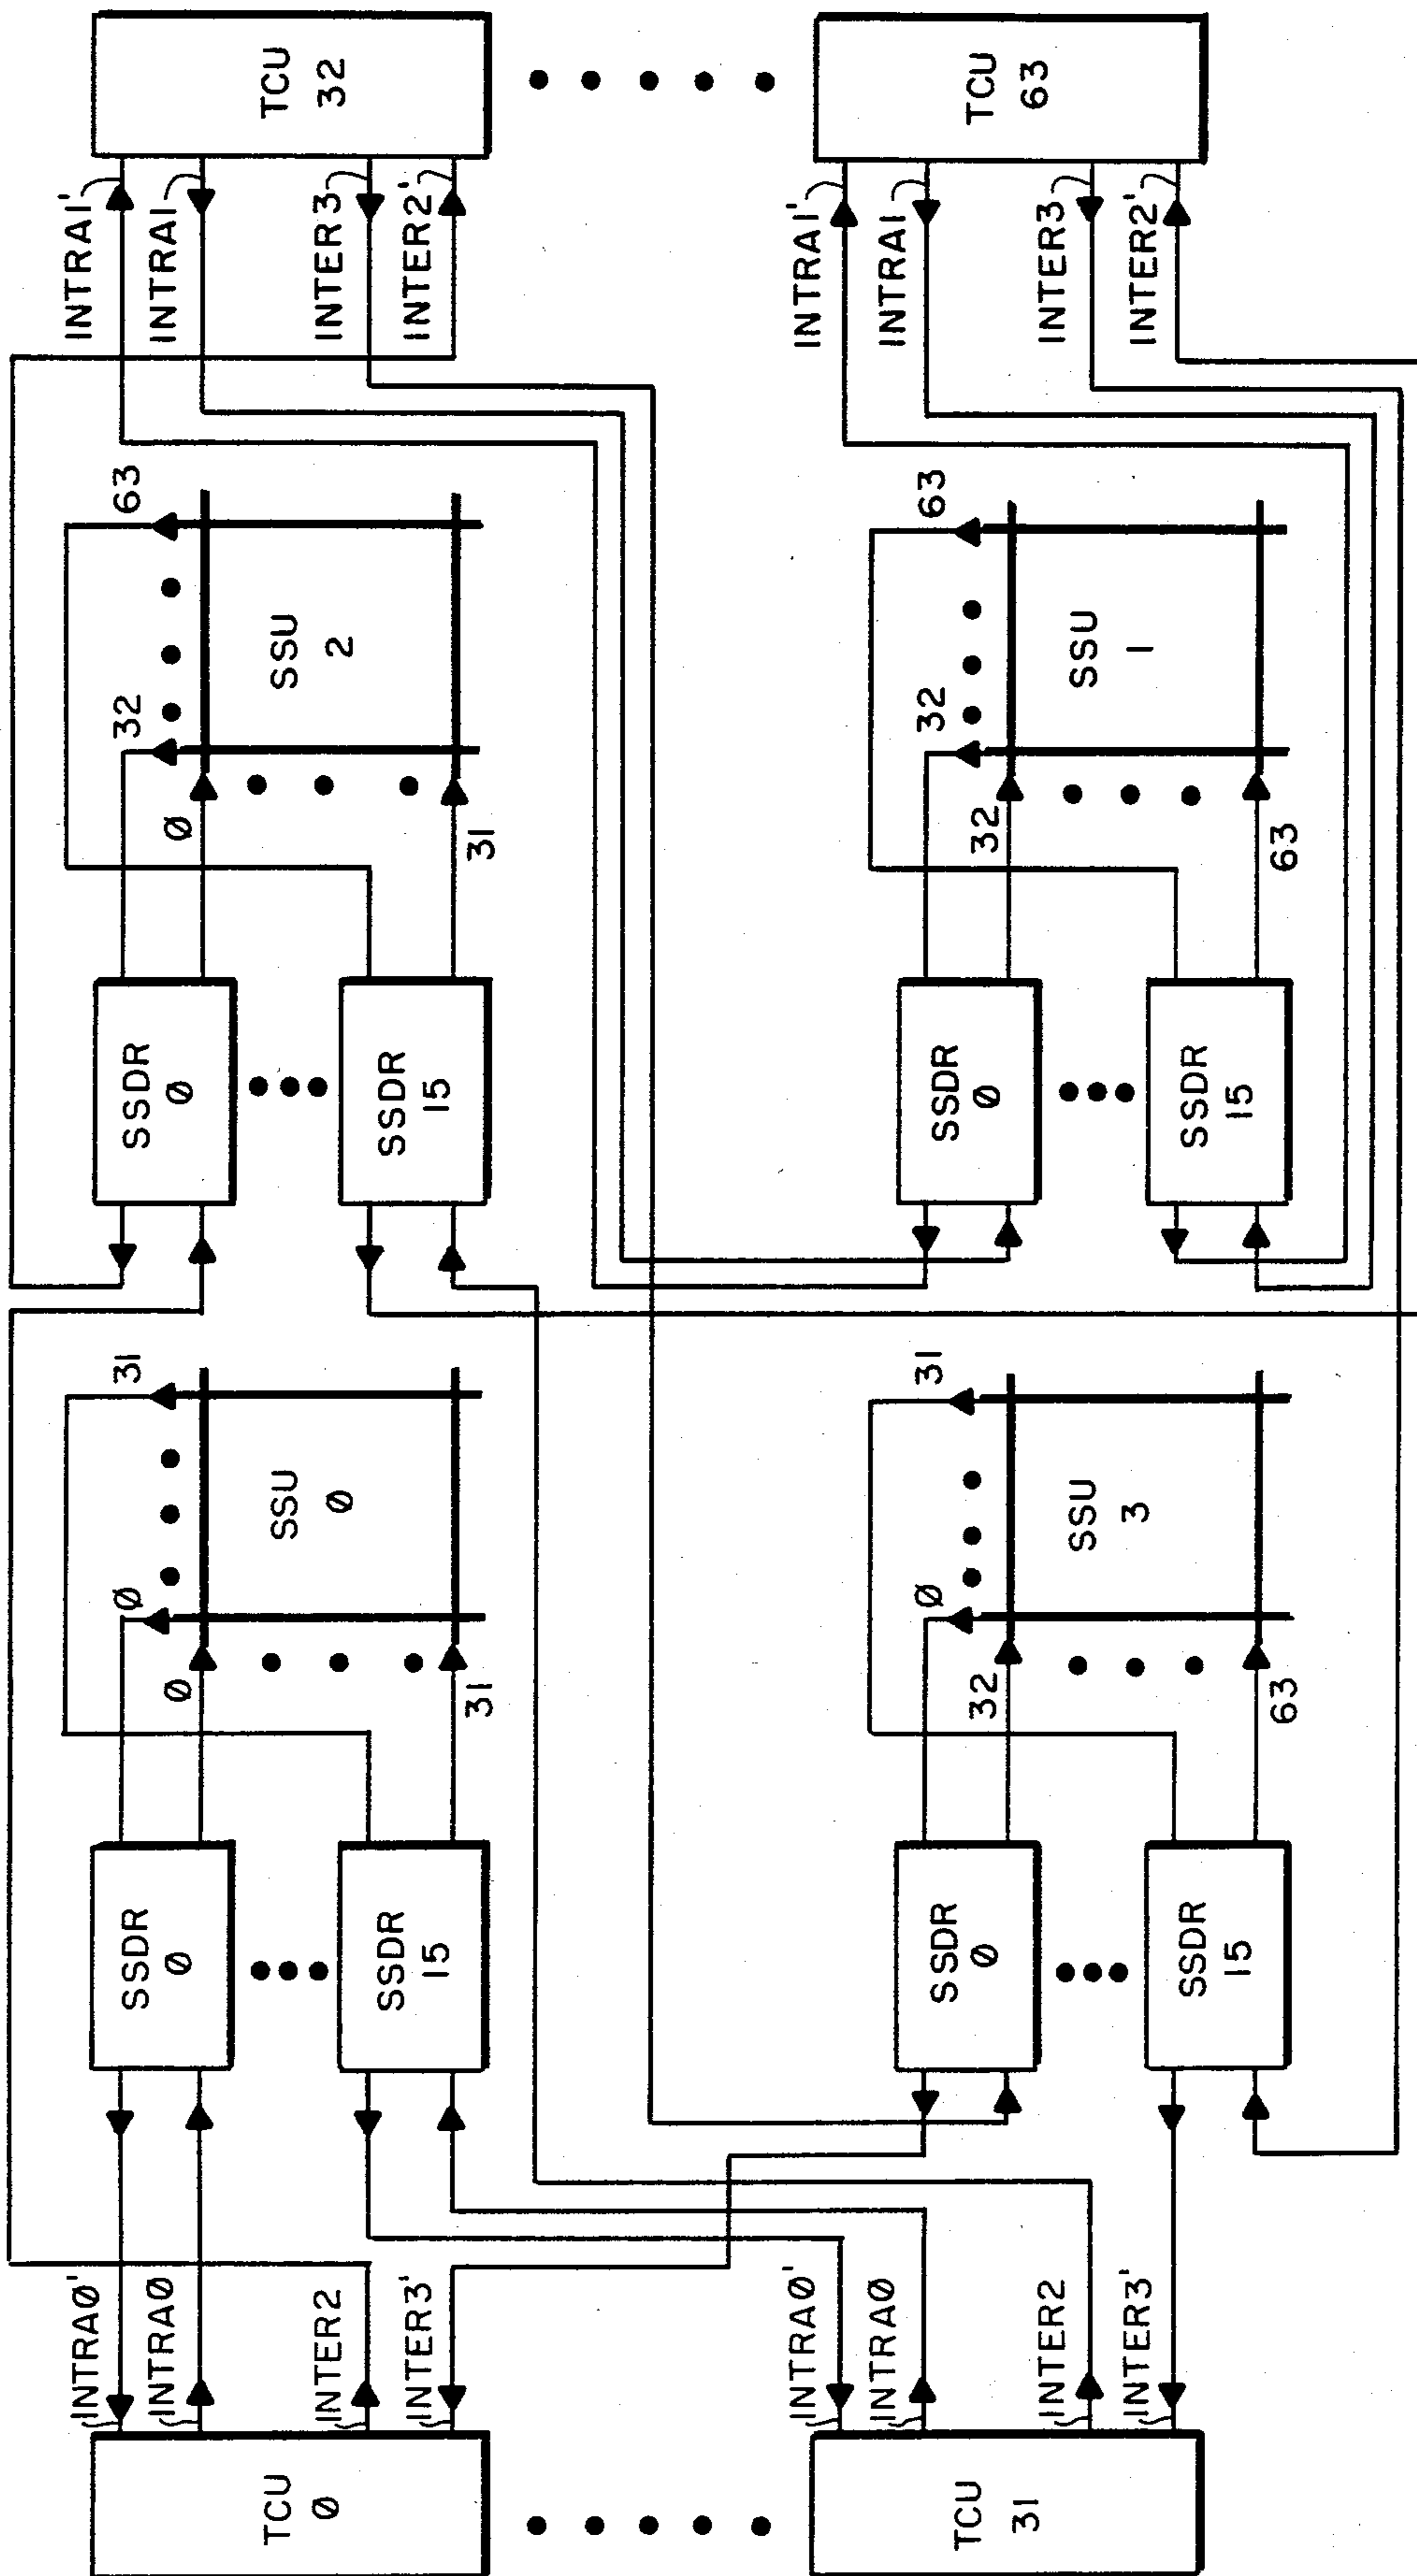 TCU
32
TCU
63
INTRA1'
INTRA1
INTER3
INTER2'
INTRA1'
INTRA1
INTER3
INTER2'
63
32
SSU
2
Ø
31
63
32
SSU
1
32
63
SSDR
Ø
SSDR
15
SSDR
Ø
SSDR
15
31
Ø
SSU
Ø
Ø
31
31
Ø
SSU
3
32
63
SSDR
Ø
SSDR
15
SSDR
Ø
SSDR
15
INTRAØ'
INTRAØ
INTER2
INTER3'
INTRAØ'
INTRAØ
INTER2
INTER3'
TCU
Ø
TCU
31